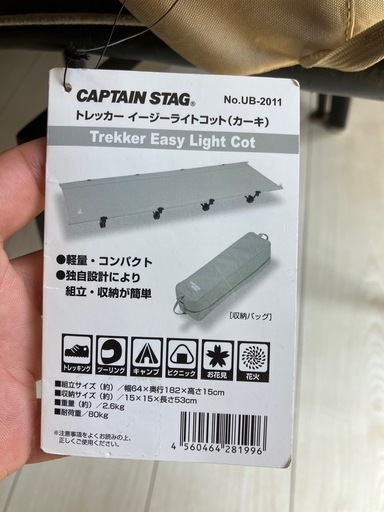 CAPTAIN STAG® No.UB-2011
トレッカー イージーライトコット(カーキ)
Trekker Easy Light Cot
●軽量・コンパクト
●独自設計により
組立・収納が簡単
[収納バッグ]
トレッキング ツーリング キャンプ ピクニック お花見 花火
■組立サイズ(約)/幅64×奥行182×高さ15cm
■収納サイズ(約)/15×15×長さ53cm
■重量(約)/2.6kg
■耐荷重/80kg
※注意事項をよくお読みの上、
正しくご使用ください。
4 560464 281996